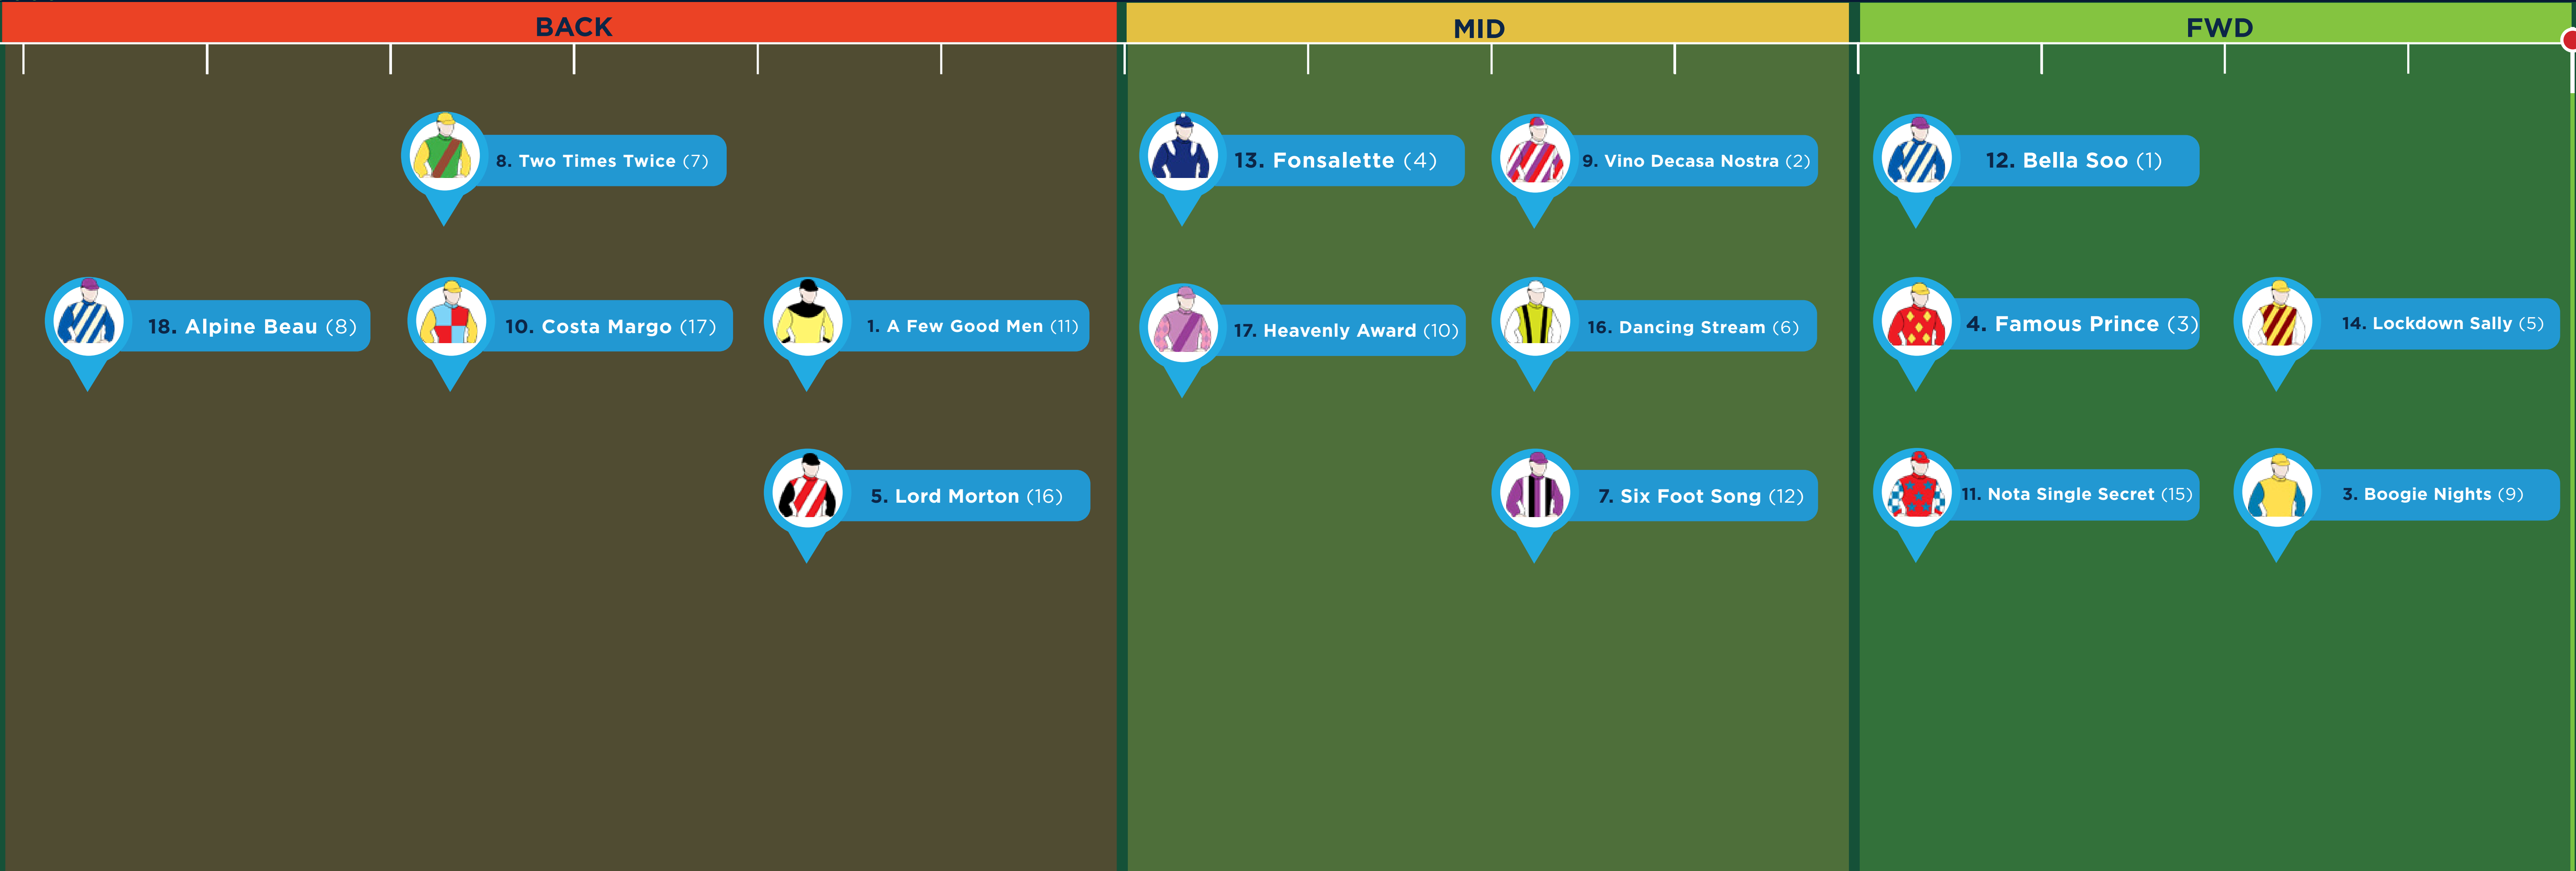 BACK
MID
FWD
8. Two Times Twice (7)
13. Fonsalette (4)
9. Vino Decasa Nostra (2)
12. Bella Soo (1)
18. Alpine Beau (8)
10. Costa Margo (17)
1. A Few Good Men (11)
17. Heavenly Award (10)
16. Dancing Stream (6)
4. Famous Prince (3)
14. Lockdown Sally (5)
5. Lord Morton (16)
7. Six Foot Song (12)
11. Nota Single Secret (15)
3. Boogie Nights (9)